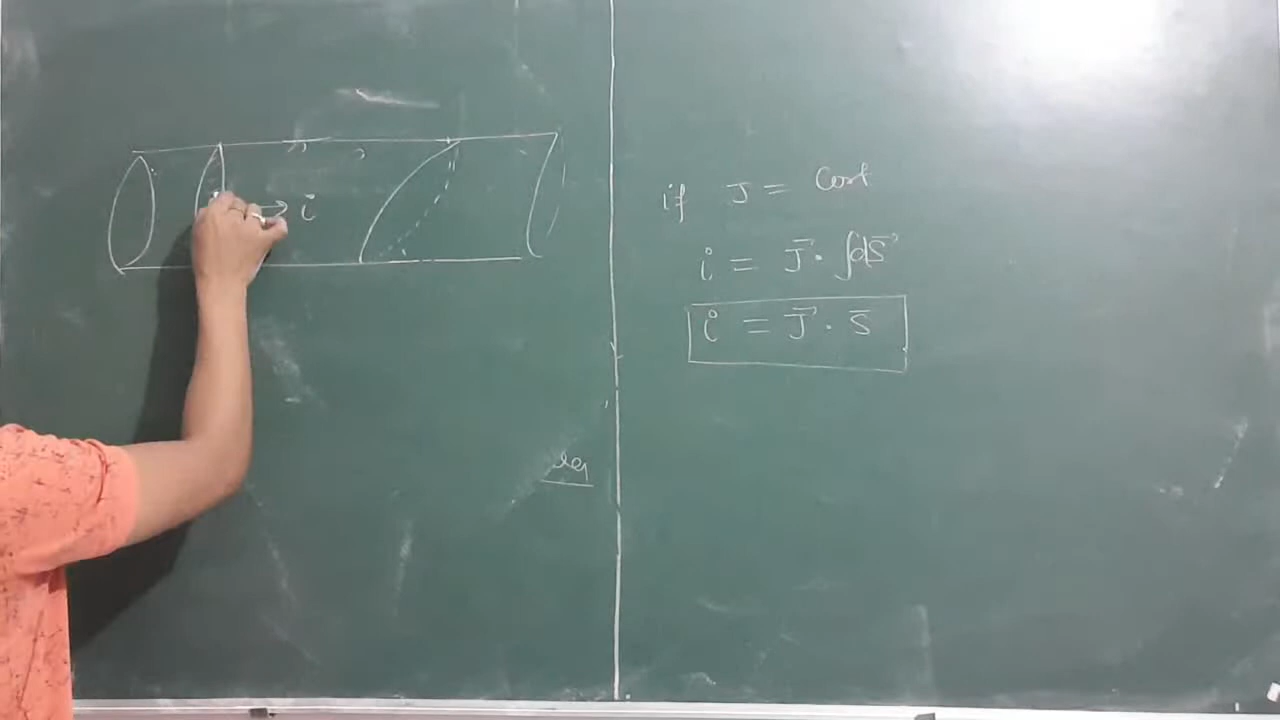 i
if J = Const
i = J⃗ · ∫dS⃗
i = J⃗ · S̄